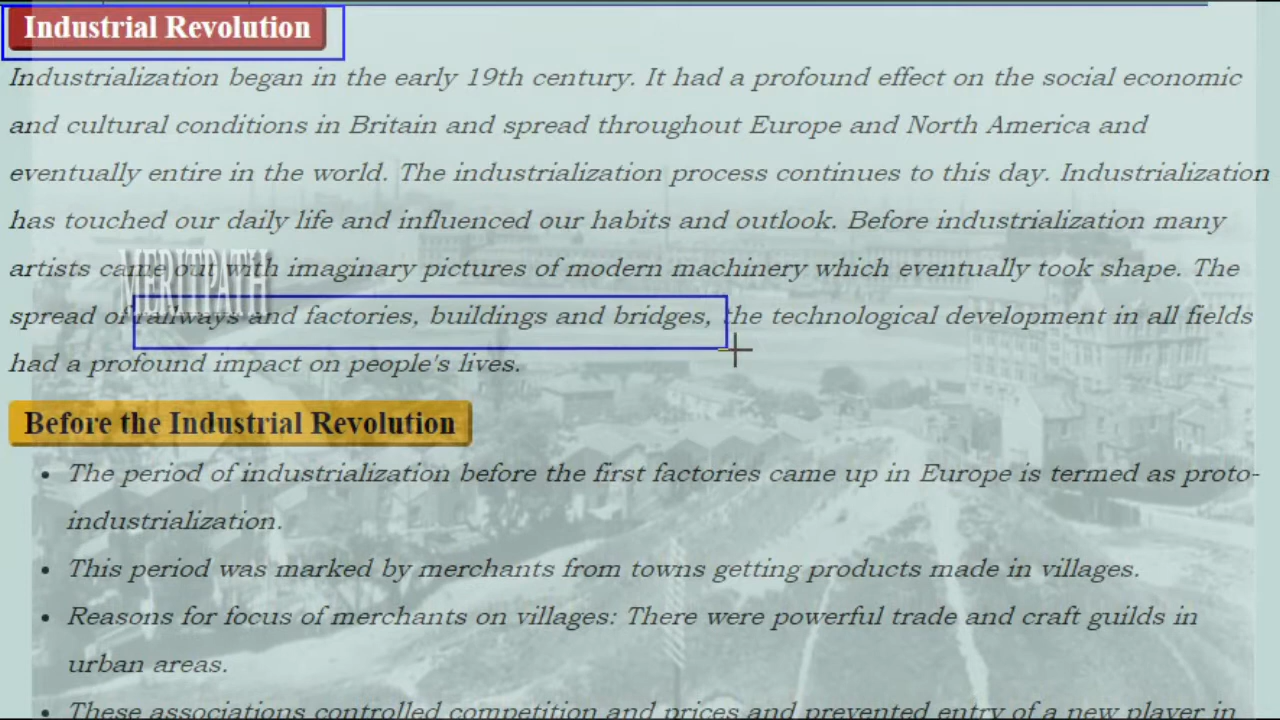 Industrial Revolution
Industrialization began in the early 19th century. It had a profound effect on the social economic
and cultural conditions in Britain and spread throughout Europe and North America and
eventually entire in the world. The industrialization process continues to this day. Industrialization
has touched our daily life and influenced our habits and outlook. Before industrialization many
artists came out with imaginary pictures of modern machinery which eventually took shape. The
MERITPATH
spread of railways and factories, buildings and bridges, the technological development in all fields
had a profound impact on people's lives.
Before the Industrial Revolution
• The period of industrialization before the first factories came up in Europe is termed as proto-
industrialization.
• This period was marked by merchants from towns getting products made in villages.
• Reasons for focus of merchants on villages: There were powerful trade and craft guilds in
urban areas.
• These associations controlled competition and prices and prevented entry of a new player in